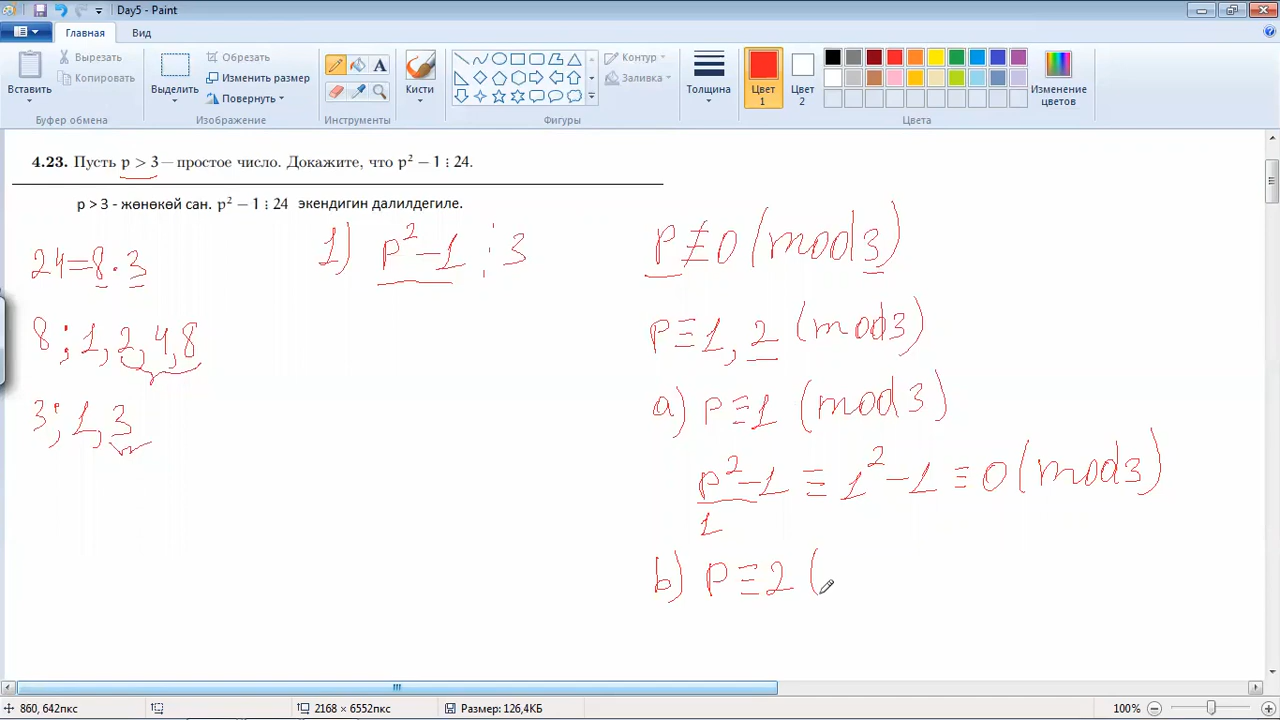 Day5 - Paint
Главная Вид
Вставить
Вырезать
Копировать
Буфер обмена
Выделить
Обрезать
Изменить размер
Повернуть
Изображение
Инструменты
Кисти
Контур
Заливка
Фигуры
Толщина
Цвет 1
Цвет 2
Изменение цветов
Цвета
4.23. Пусть p > 3 — простое число. Докажите, что p² − 1 ⋮ 24.
p > 3 - жөнөкөй сан. p² − 1 ⋮ 24 экендигин далилдегиле.
24=8·3
8: 1, 2, 4, 8
3: 1, 3
1) p²−1 ⋮ 3
p≢0 (mod 3)
p≡1, 2 (mod 3)
a) p≡1 (mod 3)
p²−1 ≡ 1²−1 ≡ 0 (mod 3)
1
b) p≡2 (
860, 642пкс
2168 × 6552пкс
Размер: 126,4КБ
100%